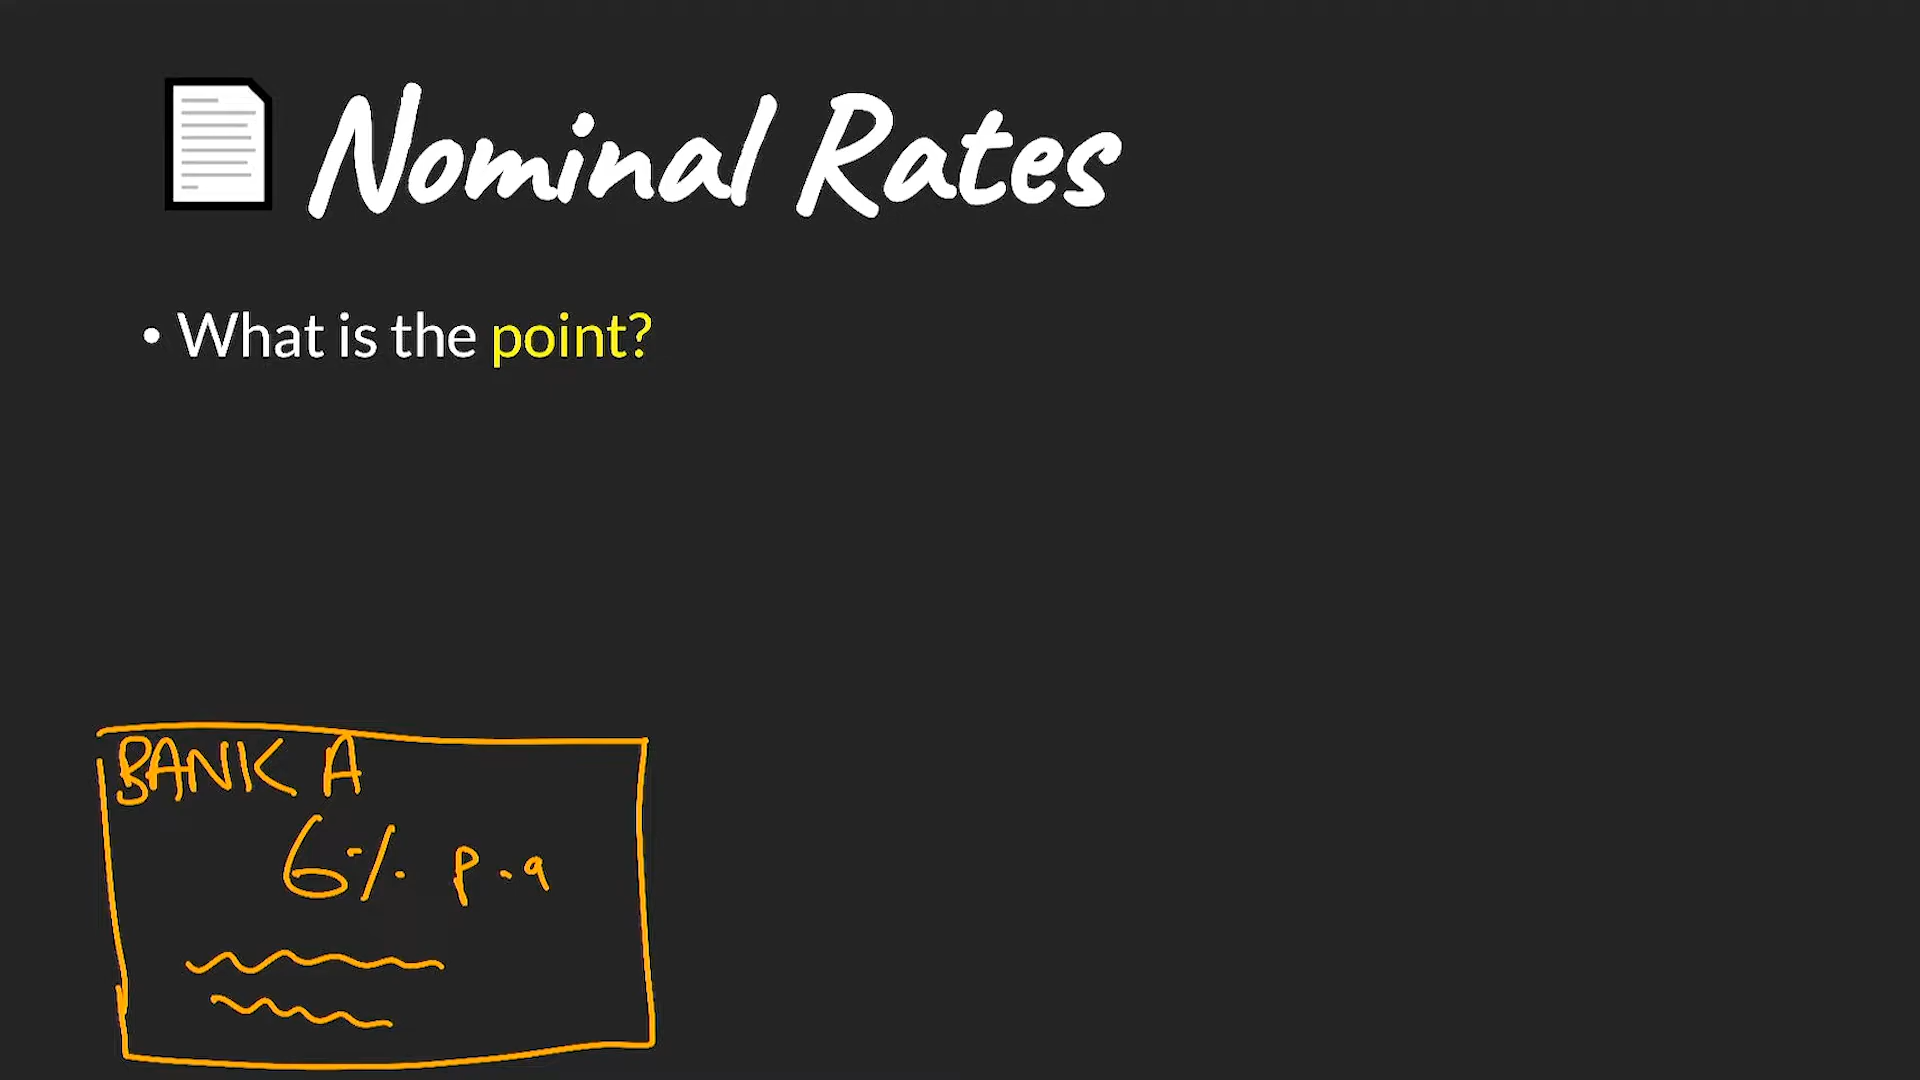 Nominal Rates
• What is the point?
BANK A
6% p.a